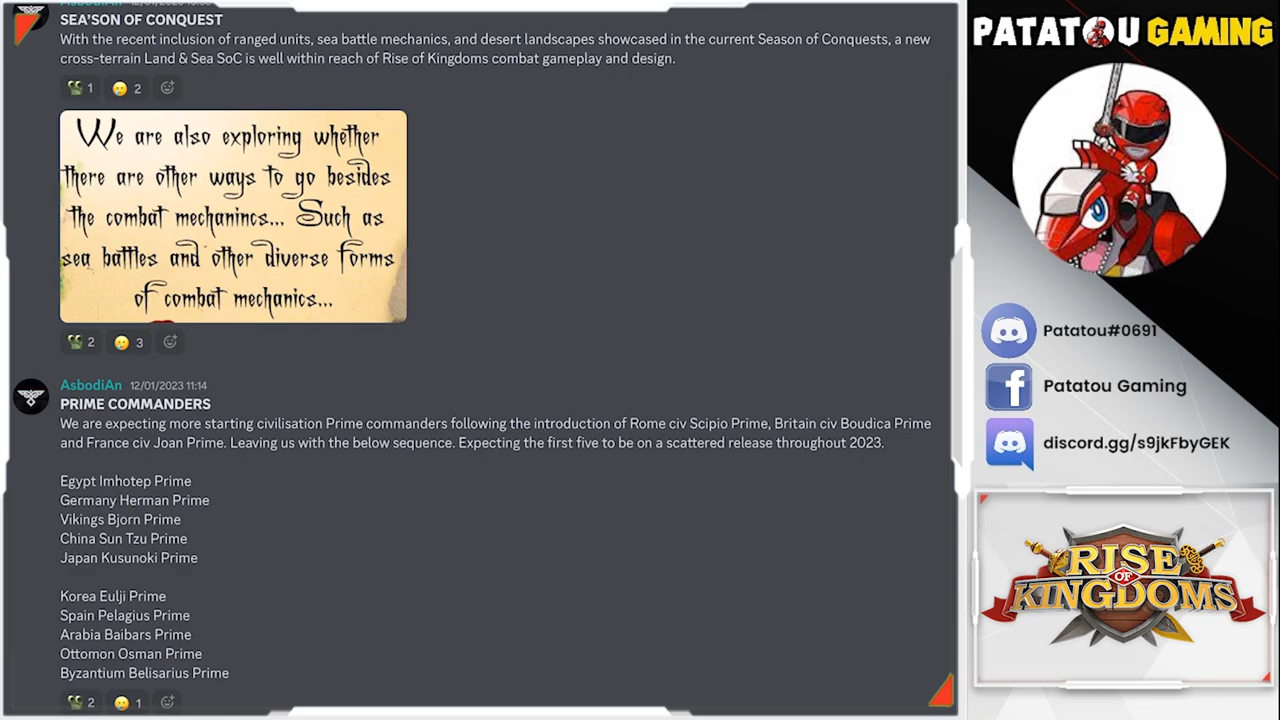 AsbodiAn 12/01/2023
SEA'SON OF CONQUEST
With the recent inclusion of ranged units, sea battle mechanics, and desert landscapes showcased in the current Season of Conquests, a new
cross-terrain Land & Sea SoC is well within reach of Rise of Kingdoms combat gameplay and design.
1 2
We are also exploring whether
there are other ways to go besides
the combat mechanincs... Such as
sea battles and other diverse forms
of combat mechanics...
2 3
AsbodiAn 12/01/2023 11:14
PRIME COMMANDERS
We are expecting more starting civilisation Prime commanders following the introduction of Rome civ Scipio Prime, Britain civ Boudica Prime
and France civ Joan Prime. Leaving us with the below sequence. Expecting the first five to be on a scattered release throughout 2023.
Egypt Imhotep Prime
Germany Herman Prime
Vikings Bjorn Prime
China Sun Tzu Prime
Japan Kusunoki Prime
Korea Eulji Prime
Spain Pelagius Prime
Arabia Baibars Prime
Ottomon Osman Prime
Byzantium Belisarius Prime
2 1
PATATOU GAMING
Patatou#0691
Patatou Gaming
discord.gg/s9jkFbyGEK
RISE
OF
KINGDOMS